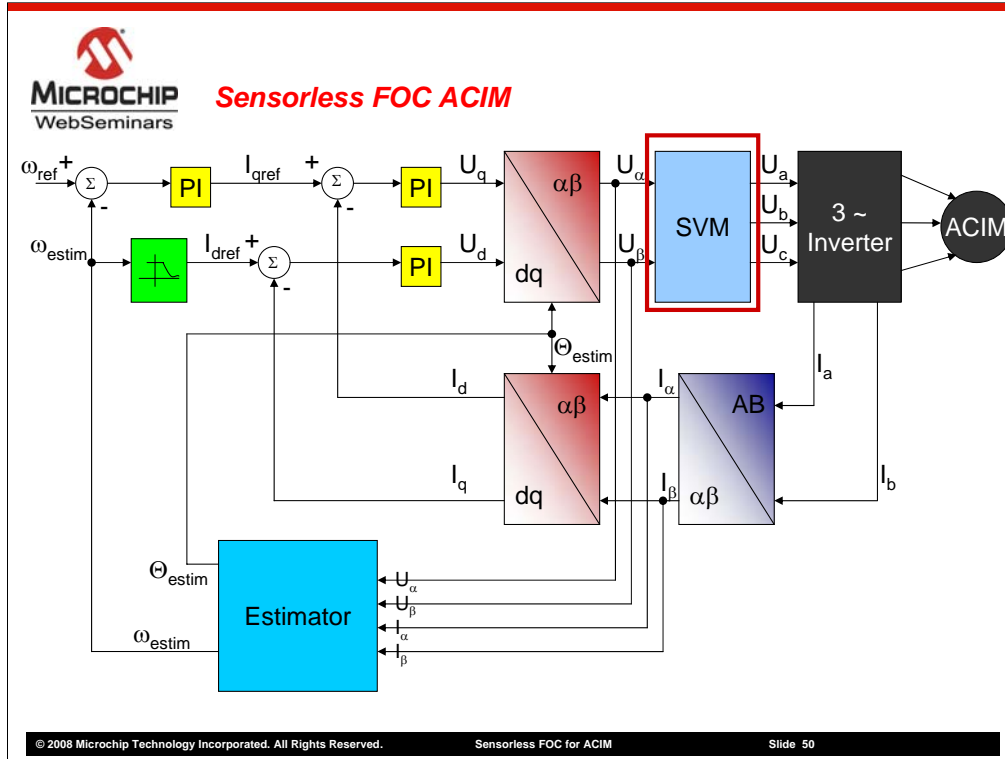 MICROCHIP
WebSeminars
Sensorless FOC ACIM
ωref
+
Σ
-
PI
Iqref
+
Σ
-
PI
Uq
αβ
dq
Uα
Uβ
SVM
Ua
Ub
Uc
3 ~
Inverter
ACIM
ωestim
Idref
+
Σ
-
PI
Ud
Θestim
Id
Iq
αβ
dq
Iα
Iβ
AB
αβ
Ia
Ib
Θestim
ωestim
Estimator
Uα
Uβ
Iα
Iβ
© 2008 Microchip Technology Incorporated. All Rights Reserved.
Sensorless FOC for ACIM
Slide 50